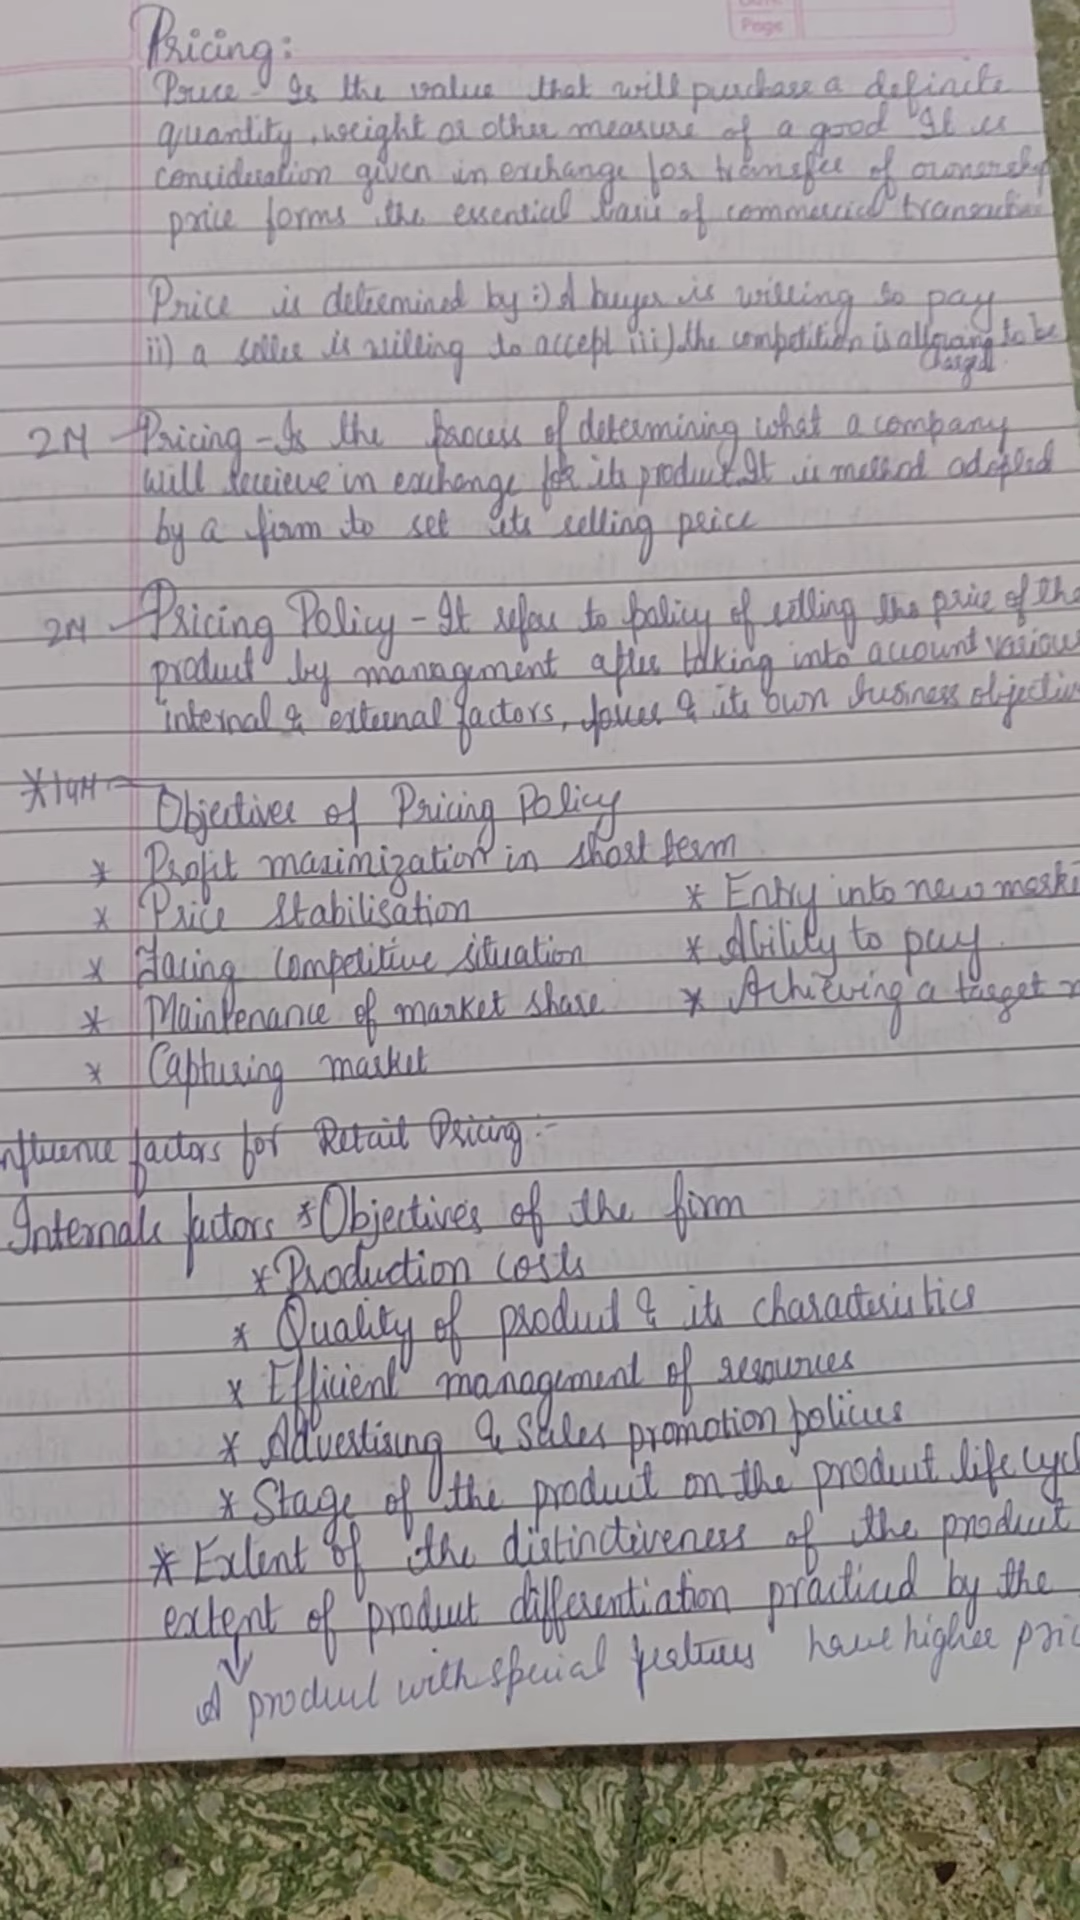 Page
Pricing:
Price - Is the value that will purchase a definite
quantity, weight or other measure of a good It is
consideration given in exchange for transfer of ownership
price forms the essential basis of commercial
Price is determined by i) A buyer is willing to pay
ii) a seller is willing to accept iii) the competition is allowing to be
charged.
2M Pricing - Is the process of determining what a company
will recieve in exchange for its product. It is method adopted
by a firm to set its selling price
2M Pricing Policy - It refers to policy of setting the price of the
product by management after taking into account various
internal & external factors, forces & its own business
* 14M Objectives of Pricing Policy
* Profit maximization in short term
* Price Stabilisation * Entry into new
* Facing competitive situation * Ability to pay.
* Maintenance of market share * Achieving a target
* Capturing market
factors for Retail Pricing :-
Internal factors * Objectives of the firm
* Production costs
* Quality of product & its characteristics
* Efficient management of resources
* Advertising & Sales promotion policies
* Stage of the product on the product life
* Extent of the distinctiveness of the product
extent of product differentiation practiced by the
A product with special features have higher